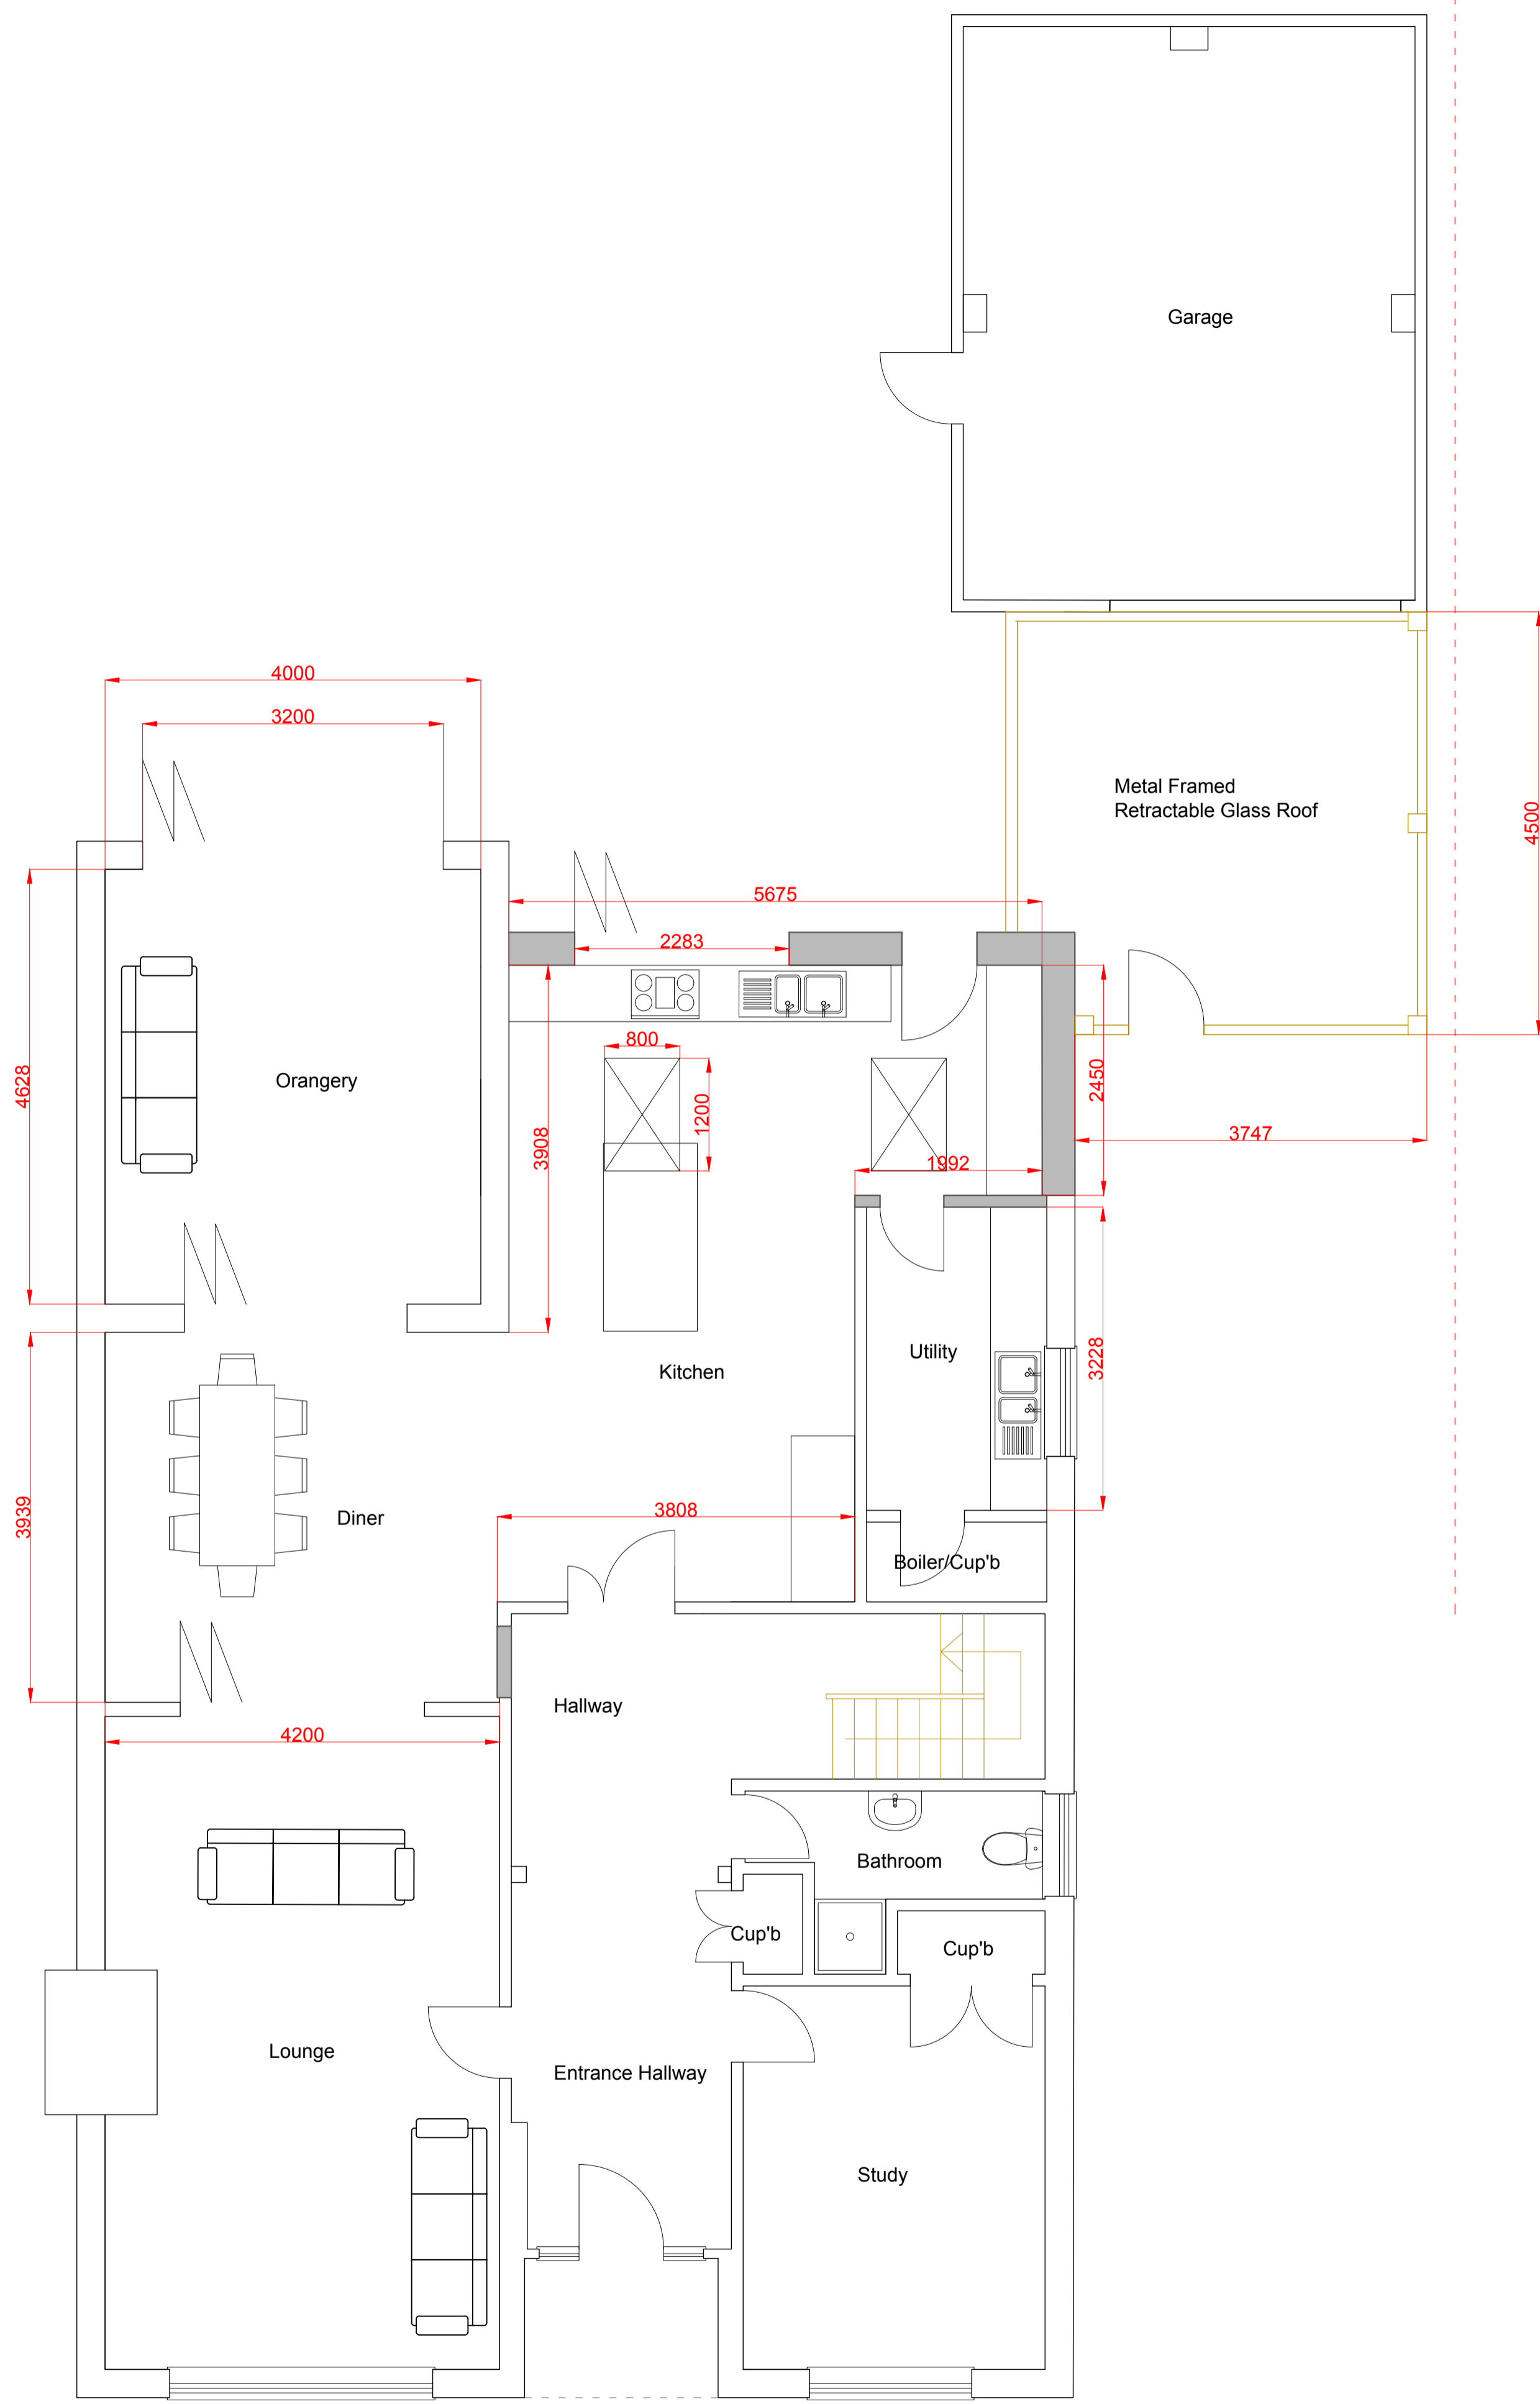 Garage
4000
3200
Metal Framed
Retractable Glass Roof
4500
5675
2283
800
Orangery
4628
1200
2450
3908
3747
1992
Utility
3228
Kitchen
3939
Diner
3808
Boiler/Cup'b
Hallway
4200
Bathroom
Cup'b
Cup'b
Lounge
Entrance Hallway
Study